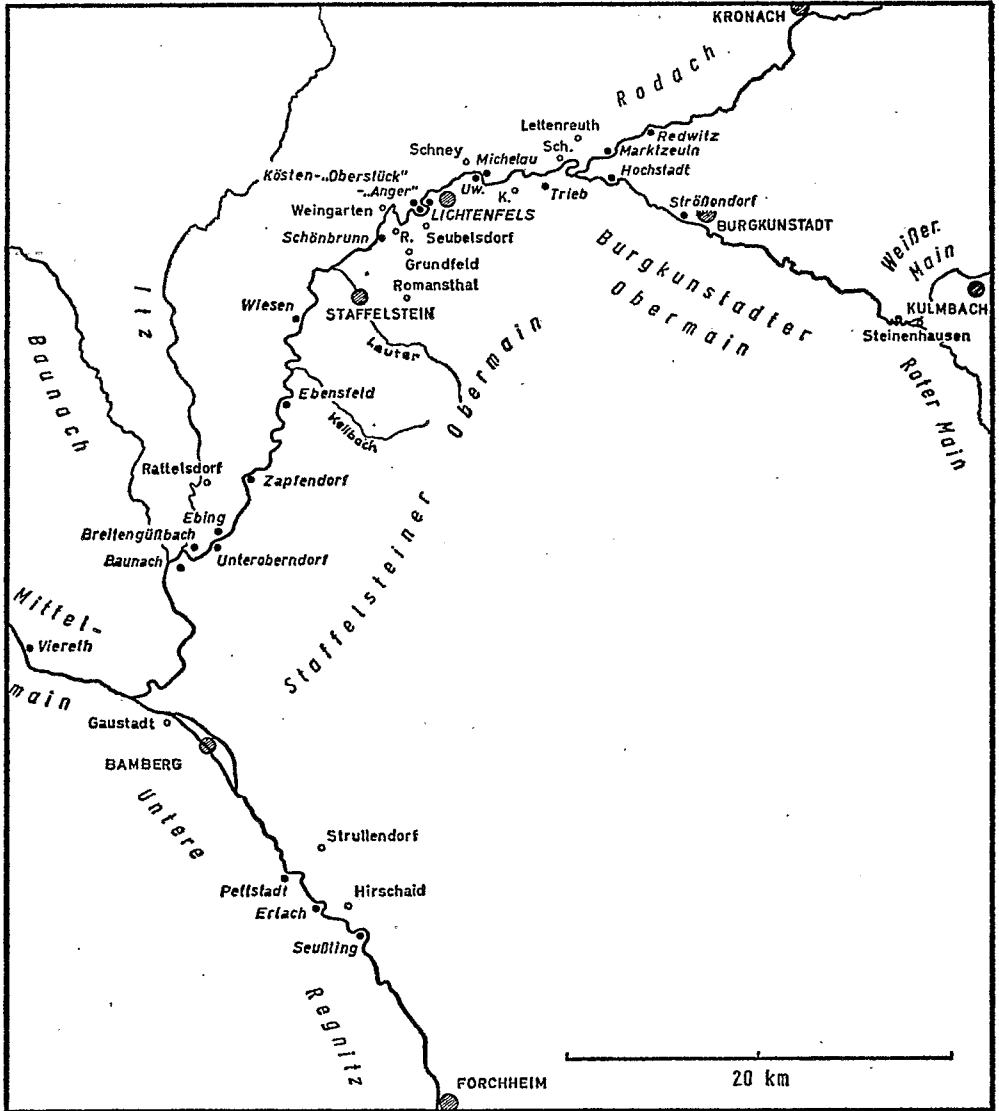 KRONACH
Rodach
Lettenreuth
Sch.
Redwitz
Marktzeuln
Schney
Michelau
Hochstadt
Kösten-„Oberstück"
-„Anger"
Uw.
K.
Trieb
Weingarten
LICHTENFELS
Strößendorf
BURGKUNSTADT
Schönbrunn
R.
Seubelsdorf
Grundfeld
Romansthal
Weißer
Main
Burgkunstadter
Obermain
Itz
Wiesen
STAFFELSTEIN
KULMBACH
Steinenhausen
Baunach
Lauter
Roter Main
Ebensfeld
Kellbach
Staffelsteiner Obermain
Rattelsdorf
Zapfendorf
Ebing
Breitengüßbach
Baunach
Unteroberndorf
Mittel-
main
Viereth
Gaustadt
BAMBERG
Untere
Regnitz
Strullendorf
Pettstadt
Hirschaid
Erlach
Seußling
FORCHHEIM
20 km